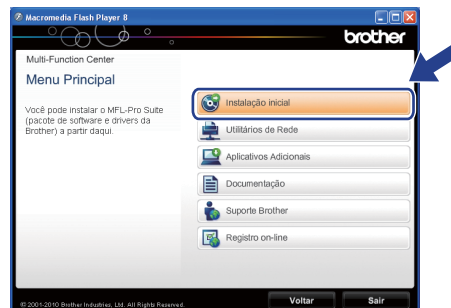 Macromedia Flash Player 8
brother
Multi-Function Center
Menu Principal
Você pode instalar o MFL-Pro Suite
(pacote de software e drivers da
Brother) a partir daqui.
Instalação inicial
Utilitários de Rede
Aplicativos Adicionais
Documentação
Suporte Brother
Registro on-line
© 2001-2010 Brother Industries, Ltd. All Rights Reserved.
Voltar
Sair